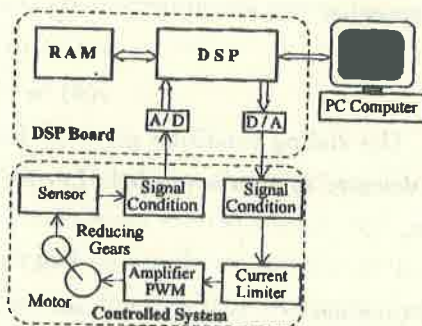 RAM
DSP
A/D
D/A
PC Computer
DSP Board
Sensor
Signal
Condition
Signal
Condition
Reducing
Gears
Motor
Amplifier
PWM
Current
Limiter
Controlled System